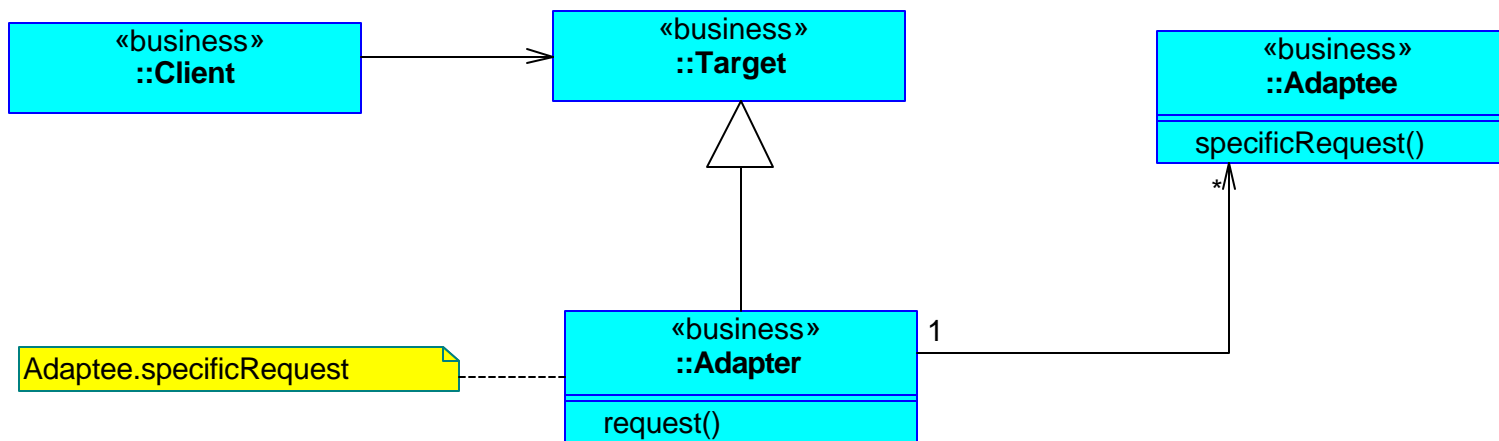 «business»
::Client
«business»
::Target
«business»
::Adaptee
specificRequest()
*
1
«business»
::Adapter
request()
Adaptee.specificRequest